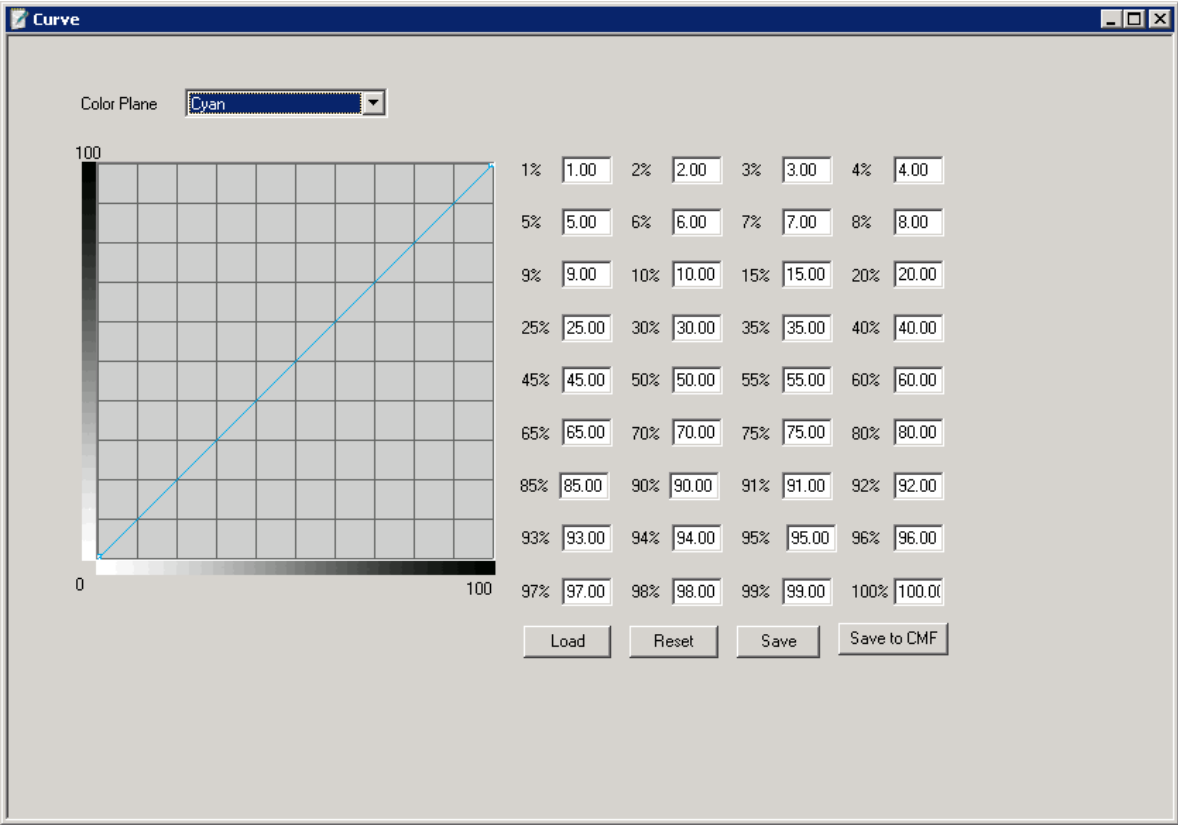 Curve
Color Plane Cyan
100
1% 1.00 2% 2.00 3% 3.00 4% 4.00
5% 5.00 6% 6.00 7% 7.00 8% 8.00
9% 9.00 10% 10.00 15% 15.00 20% 20.00
25% 25.00 30% 30.00 35% 35.00 40% 40.00
45% 45.00 50% 50.00 55% 55.00 60% 60.00
65% 65.00 70% 70.00 75% 75.00 80% 80.00
85% 85.00 90% 90.00 91% 91.00 92% 92.00
93% 93.00 94% 94.00 95% 95.00 96% 96.00
0 100 97% 97.00 98% 98.00 99% 99.00 100% 100.00
Load Reset Save Save to CMF